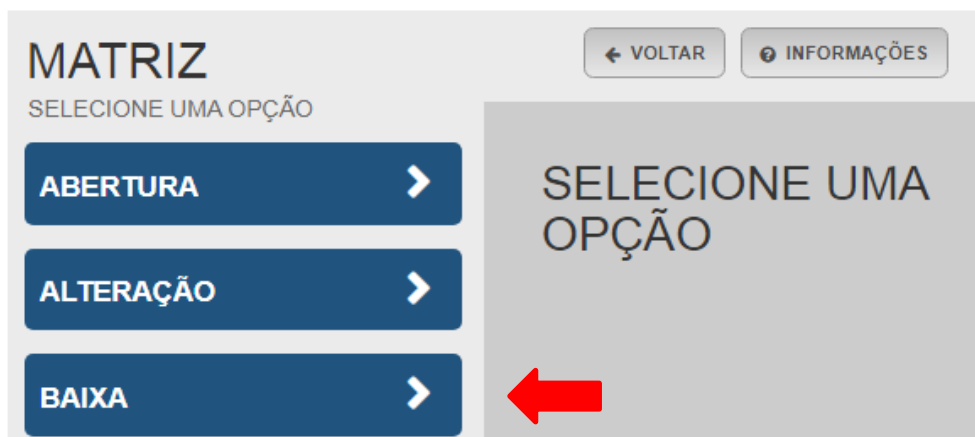 MATRIZ
SELECIONE UMA OPÇÃO
ABERTURA
ALTERAÇÃO
BAIXA
VOLTAR
INFORMAÇÕES
SELECIONE UMA
OPÇÃO